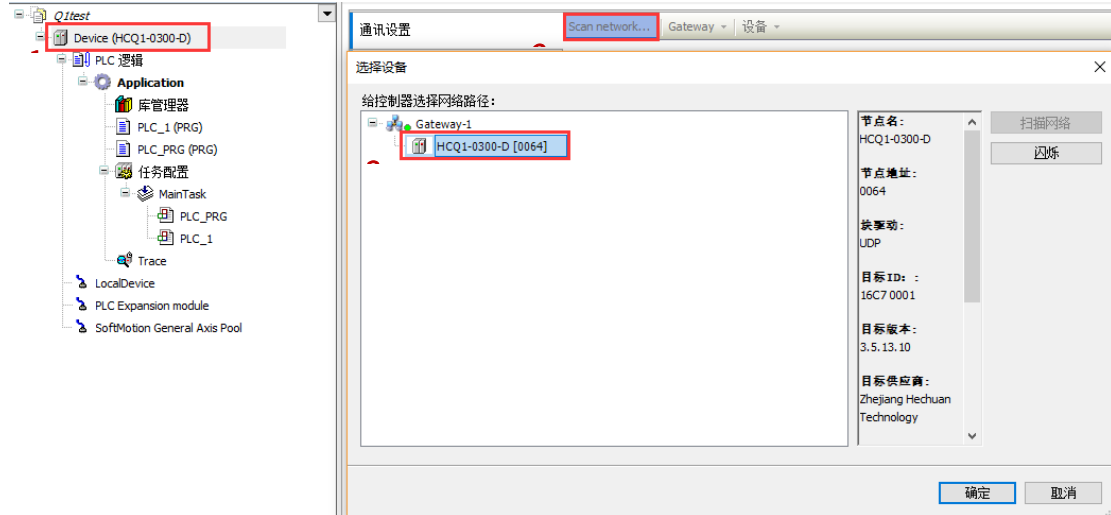 Q1test
Device (HCQ1-0300-D)
PLC 逻辑
Application
库管理器
PLC_1 (PRG)
PLC_PRG (PRG)
任务配置
MainTask
PLC_PRG
PLC_1
Trace
LocalDevice
PLC Expansion module
SoftMotion General Axis Pool
通讯设置
Scan network... Gateway 设备
选择设备
给控制器选择网络路径：
Gateway-1
HCQ1-0300-D [0064]
节点名：
HCQ1-0300-D
节点地址：
0064
块驱动：
UDP
目标ID： :
16C7 0001
目标版本：
3.5.13.10
目标供应商：
Zhejiang Hechuan
Technology
扫描网络
闪烁
确定 取消